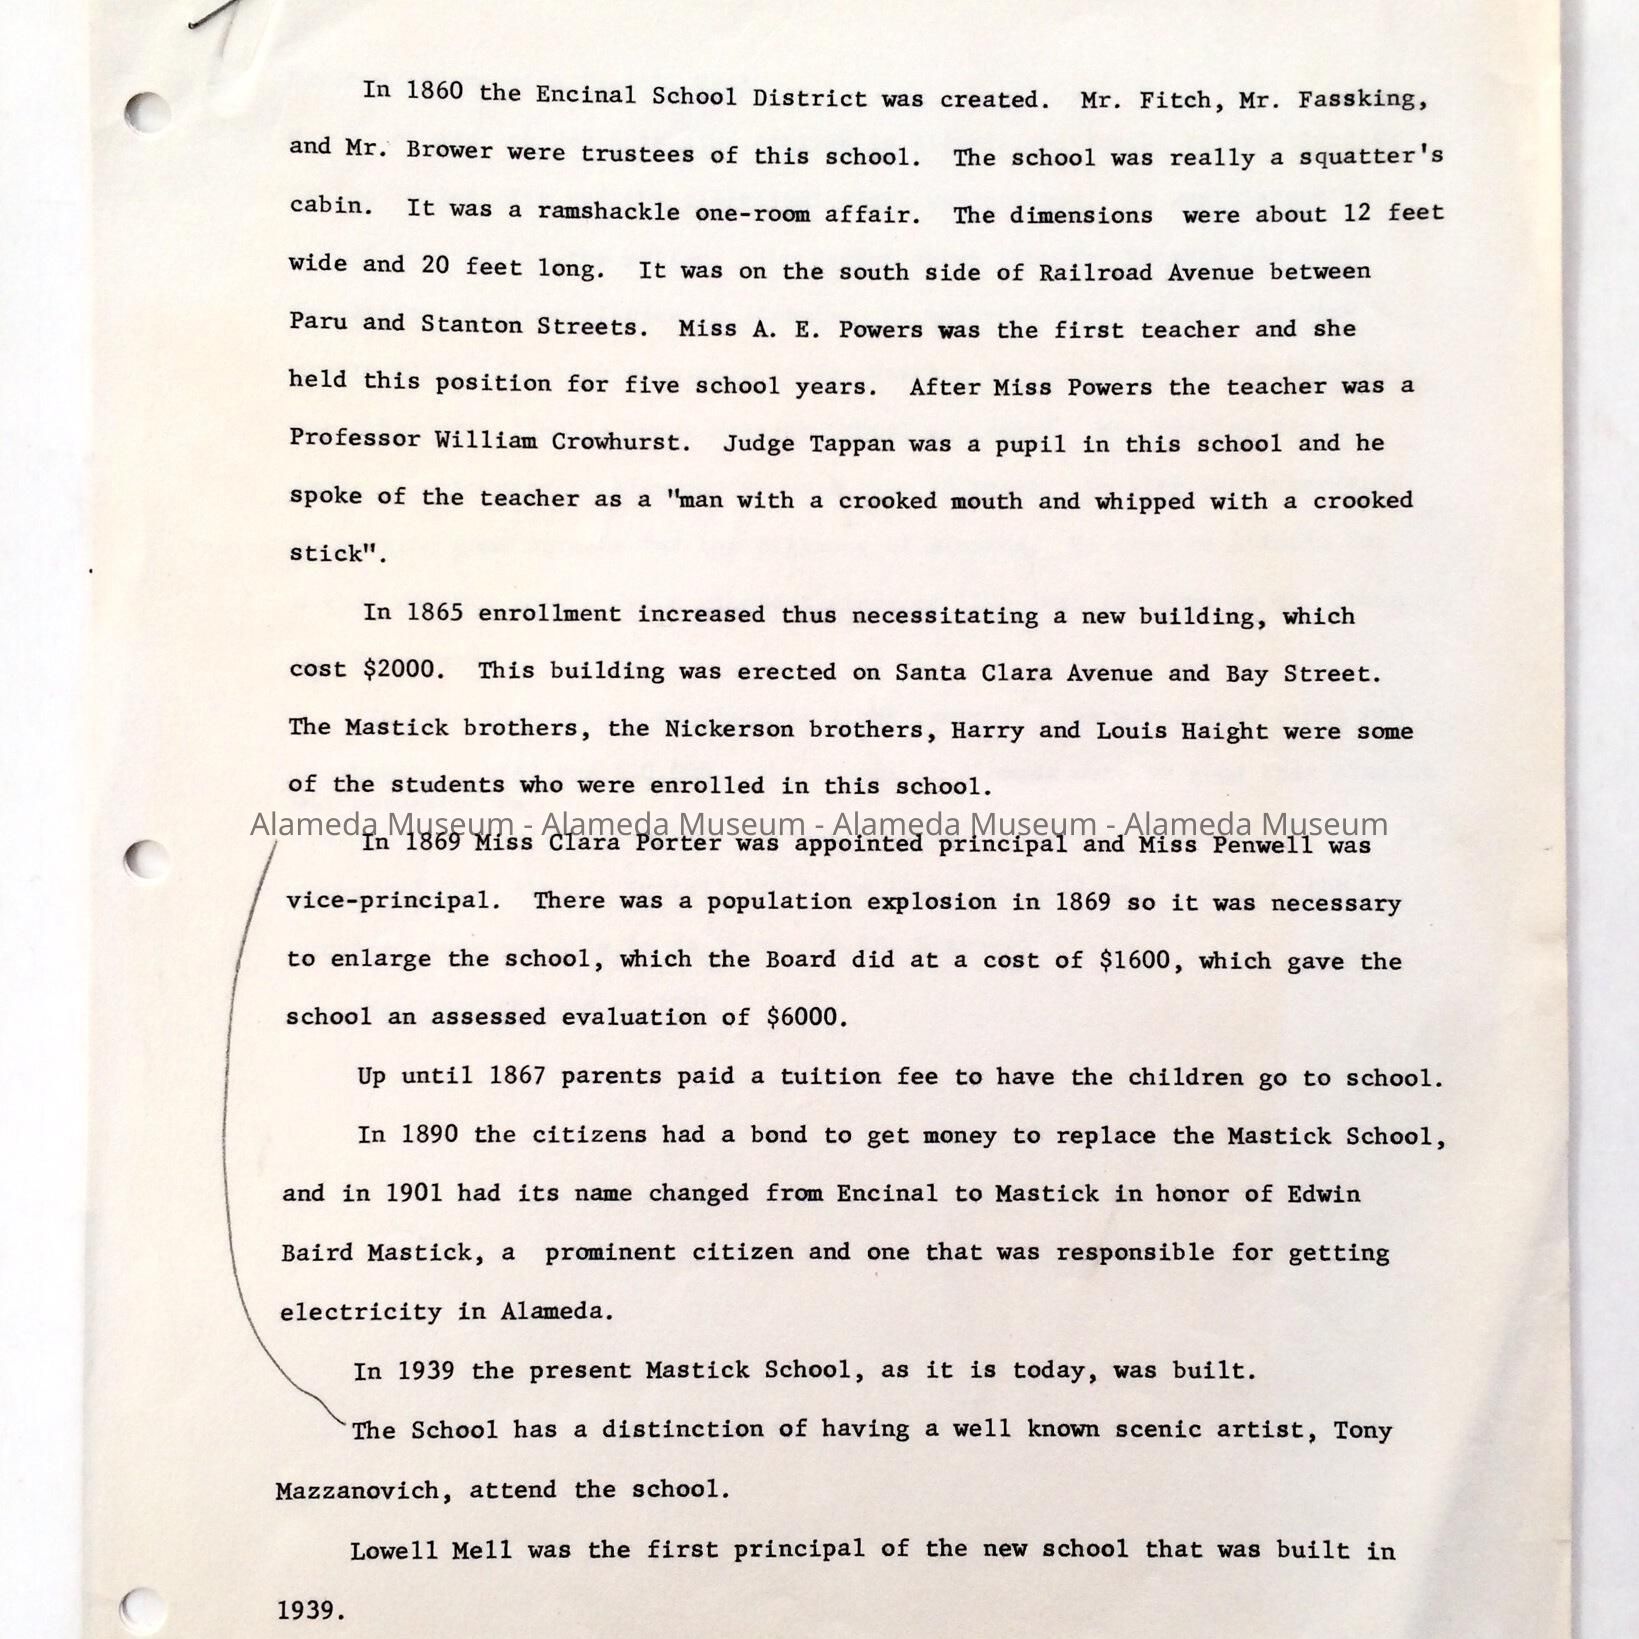 In 1860 the Encinal School District was created. Mr. Fitch, Mr. Fassking,
and Mr. Brower were trustees of this school. The school was really a squatter's
cabin. It was a ramshackle one-room affair. The dimensions were about 12 feet
wide and 20 feet long. It was on the south side of Railroad Avenue between
Paru and Stanton Streets. Miss A. E. Powers was the first teacher and she
held this position for five school years. After Miss Powers the teacher was a
Professor William Crowhurst. Judge Tappan was a pupil in this school and he
spoke of the teacher as a "man with a crooked mouth and whipped with a crooked
stick".
In 1865 enrollment increased thus necessitating a new building, which
cost $2000. This building was erected on Santa Clara Avenue and Bay Street.
The Mastick brothers, the Nickerson brothers, Harry and Louis Haight were some
of the students who were enrolled in this school.
Alameda Museum - Alameda Museum - Alameda Museum - Alameda Museum
In 1869 Miss Clara Porter was appointed principal and Miss Penwell was
vice-principal. There was a population explosion in 1869 so it was necessary
to enlarge the school, which the Board did at a cost of $1600, which gave the
school an assessed evaluation of $6000.
Up until 1867 parents paid a tuition fee to have the children go to school.
In 1890 the citizens had a bond to get money to replace the Mastick School,
and in 1901 had its name changed from Encinal to Mastick in honor of Edwin
Baird Mastick, a prominent citizen and one that was responsible for getting
electricity in Alameda.
In 1939 the present Mastick School, as it is today, was built.
The School has a distinction of having a well known scenic artist, Tony
Mazzanovich, attend the school.
Lowell Mell was the first principal of the new school that was built in
1939.